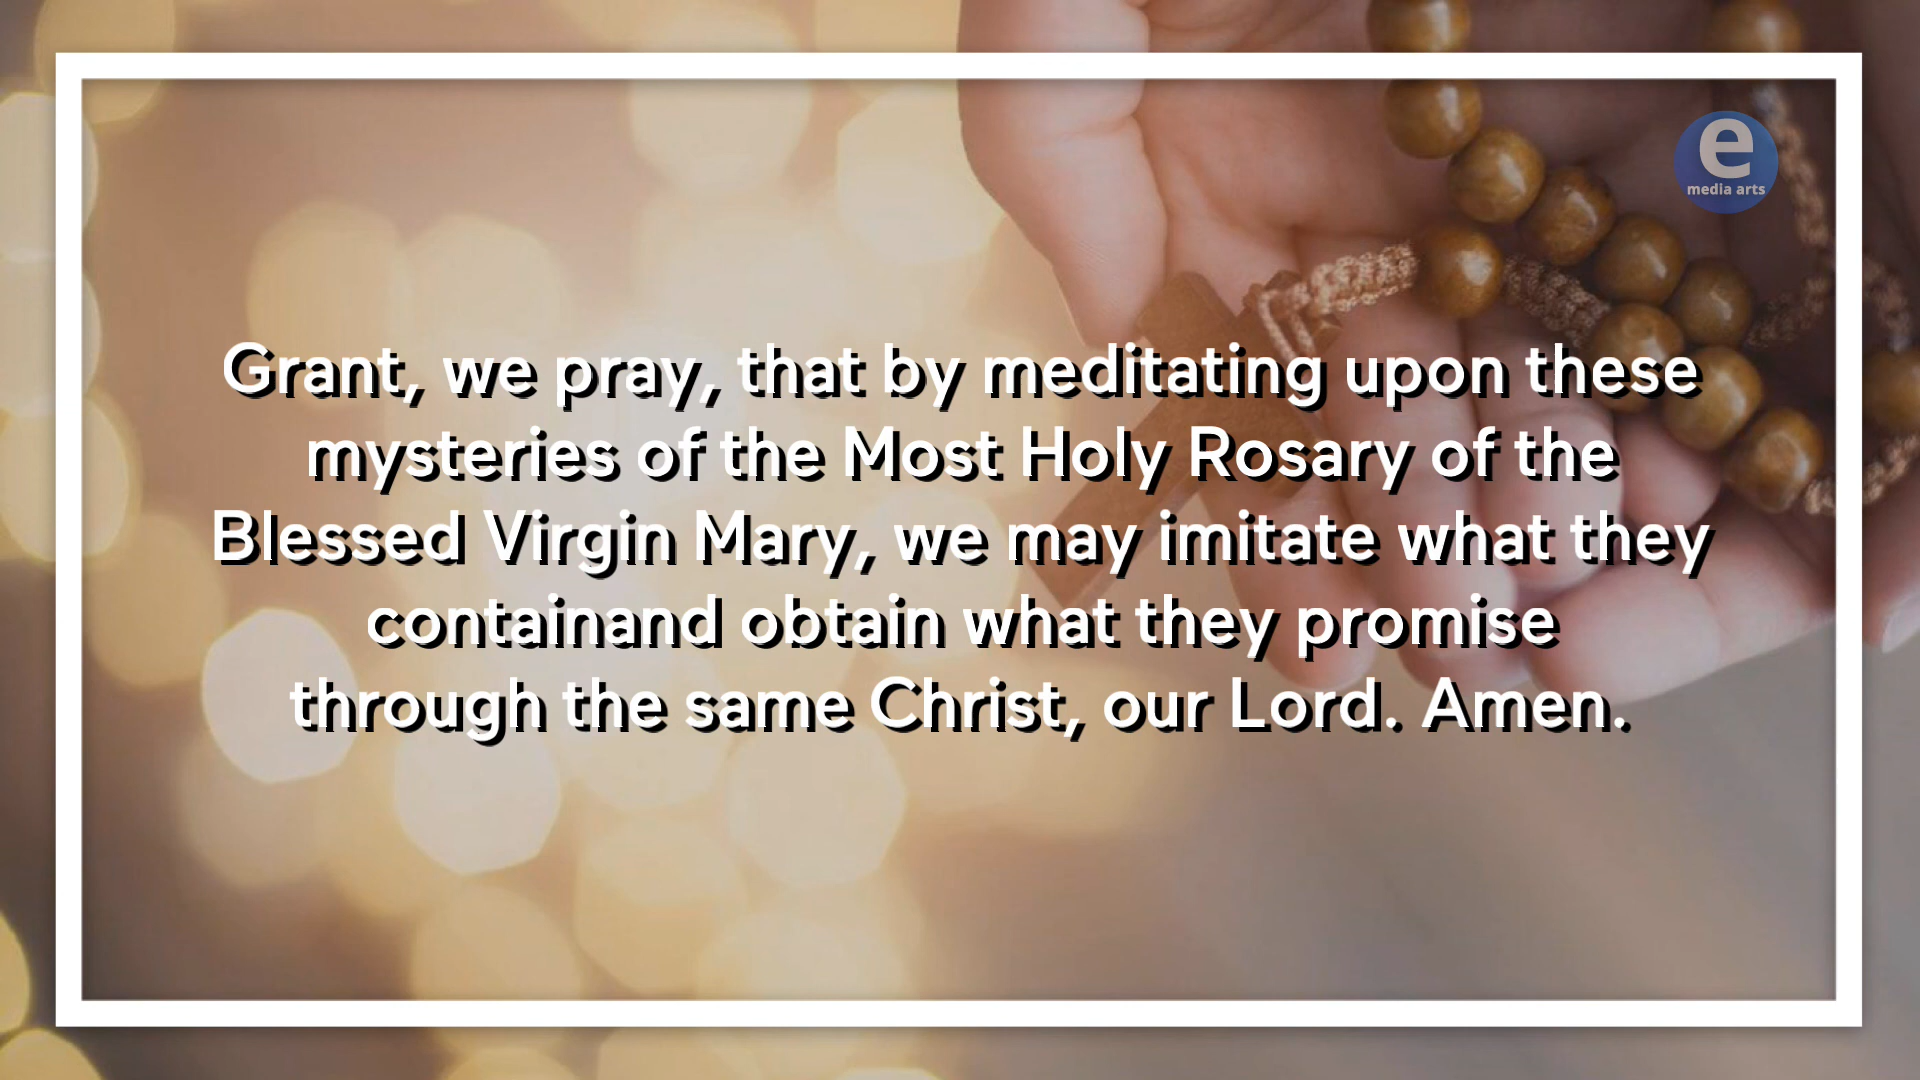 e
media arts
Grant, we pray, that by meditating upon these
mysteries of the Most Holy Rosary of the
Blessed Virgin Mary, we may imitate what they
containand obtain what they promise
through the same Christ, our Lord. Amen.